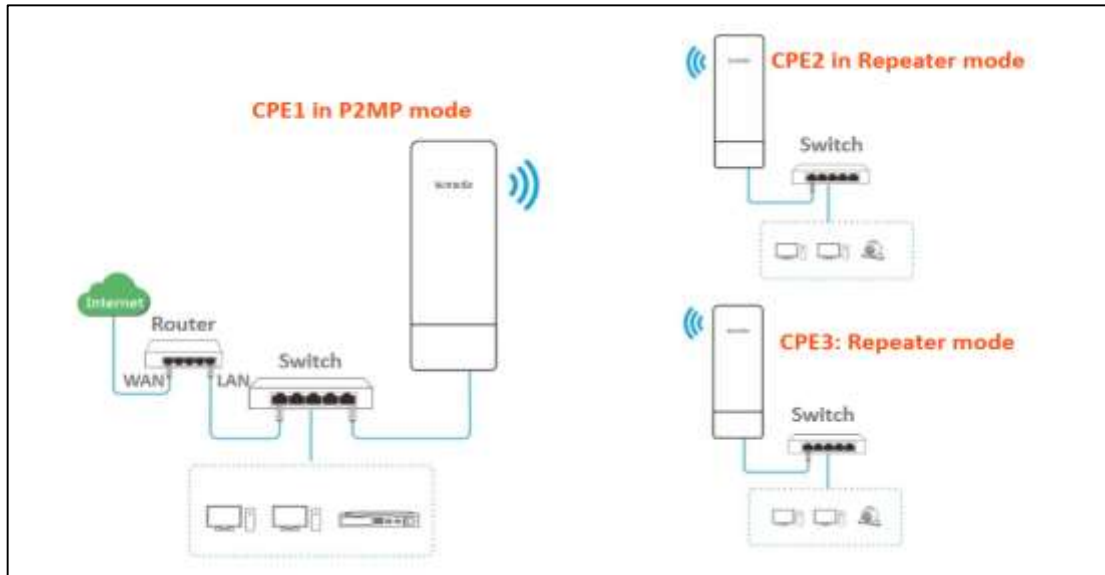 CPE1 in P2MP mode
Internet
Router
WAN
LAN
Switch
CPE2 in Repeater mode
Switch
CPE3: Repeater mode
Switch